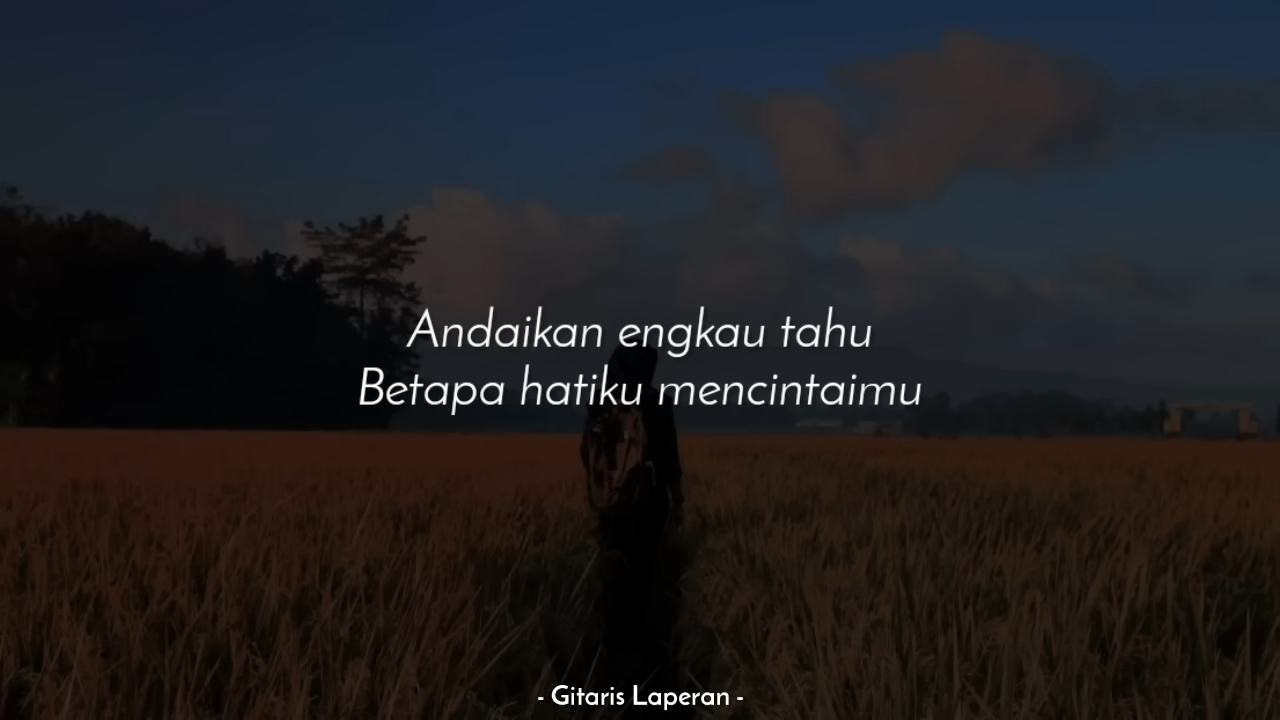 Andaikan engkau tahu
Betapa hatiku mencintaimu
- Gitaris Laperan -